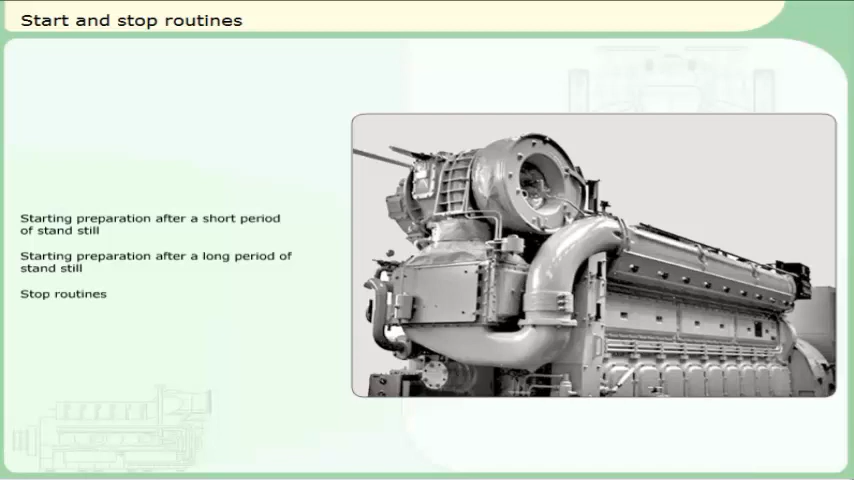 Start and stop routines
Starting preparation after a short period
of stand still
Starting preparation after a long period of
stand still
Stop routines